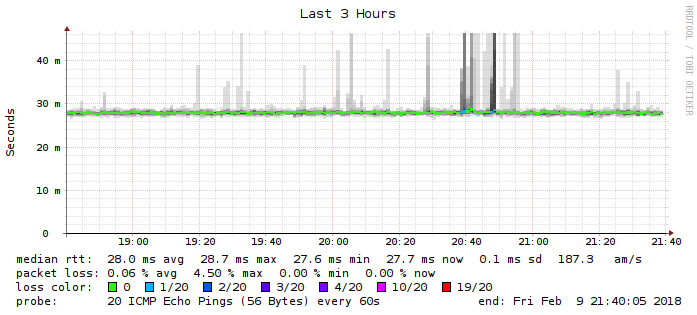 Last 3 Hours
RRDTOOL / TOBI OETIKER
Seconds
40 m
30 m
20 m
10 m
0
19:00 19:20 19:40 20:00 20:20 20:40 21:00 21:20 21:40
median rtt: 28.0 ms avg 28.7 ms max 27.6 ms min 27.7 ms now 0.1 ms sd 187.3 am/s
packet loss: 0.06 % avg 4.50 % max 0.00 % min 0.00 % now
loss color: 0 1/20 2/20 3/20 4/20 10/20 19/20
probe: 20 ICMP Echo Pings (56 Bytes) every 60s end: Fri Feb 9 21:40:05 2018